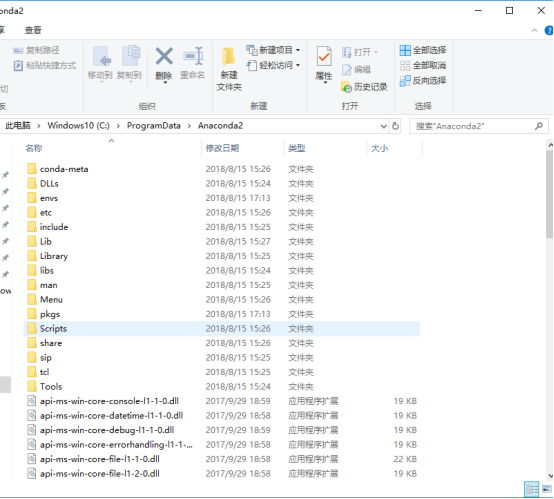 onda2
享 查看
复制路径
粘贴快捷方式
切
移动到 复制到 删除 重命名
新建
文件夹
新建项目
轻松访问
属性
打开
编辑
历史记录
全部选择
全部取消
反向选择
板 组织 新建 打开 选择
此电脑 > Windows10 (C:) > ProgramData > Anaconda2
搜索"Anaconda2"
名称 修改日期 类型 大小
conda-meta 2018/8/15 15:26 文件夹
DLLs 2018/8/15 15:24 文件夹
envs 2018/8/15 17:13 文件夹
etc 2018/8/15 15:26 文件夹
include 2018/8/15 15:25 文件夹
Lib 2018/8/15 15:27 文件夹
Library 2018/8/15 15:25 文件夹
libs 2018/8/15 15:24 文件夹
man 2018/8/15 15:25 文件夹
Menu 2018/8/15 15:26 文件夹
pkgs 2018/8/15 17:13 文件夹
Scripts 2018/8/15 15:26 文件夹
share 2018/8/15 15:26 文件夹
sip 2018/8/15 15:25 文件夹
tcl 2018/8/15 15:25 文件夹
Tools 2018/8/15 15:24 文件夹
api-ms-win-core-console-l1-1-0.dll 2017/9/29 18:59 应用程序扩展 19 KB
api-ms-win-core-datetime-l1-1-0.dll 2017/9/29 18:58 应用程序扩展 19 KB
api-ms-win-core-debug-l1-1-0.dll 2017/9/29 18:59 应用程序扩展 19 KB
api-ms-win-core-errorhandling-l1-1-... 2017/9/29 18:58 应用程序扩展 19 KB
api-ms-win-core-file-l1-1-0.dll 2017/9/29 18:58 应用程序扩展 22 KB
api-ms-win-core-file-l1-2-0.dll 2017/9/29 18:58 应用程序扩展 19 KB
ow